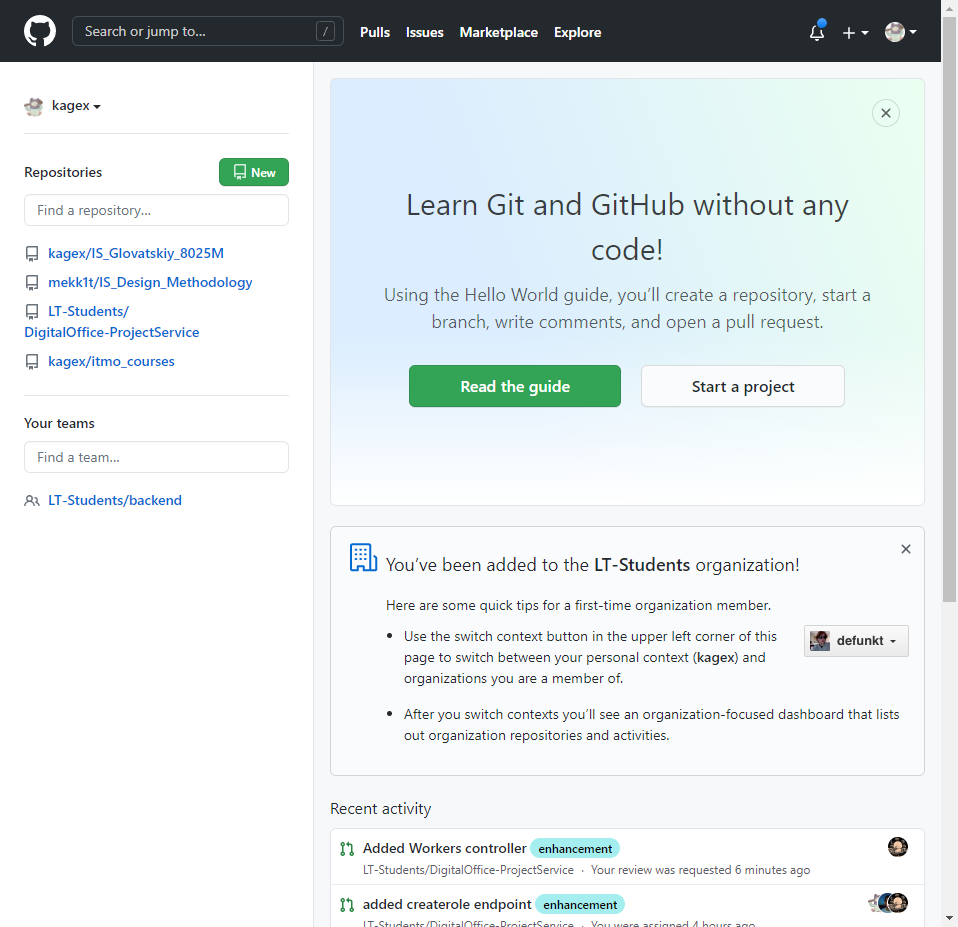 Search or jump to... /
Pulls Issues Marketplace Explore
kagex
Repositories
New
Find a repository...
kagex/IS_Glovatskiy_8025M
mekk1t/IS_Design_Methodology
LT-Students/
DigitalOffice-ProjectService
kagex/itmo_courses
Your teams
Find a team...
LT-Students/backend
Learn Git and GitHub without any
code!
Using the Hello World guide, you’ll create a repository, start a
branch, write comments, and open a pull request.
Read the guide
Start a project
You’ve been added to the LT-Students organization!
Here are some quick tips for a first-time organization member.
Use the switch context button in the upper left corner of this
page to switch between your personal context (kagex) and
organizations you are a member of.
defunkt
After you switch contexts you’ll see an organization-focused dashboard that lists
out organization repositories and activities.
Recent activity
Added Workers controller enhancement
LT-Students/DigitalOffice-ProjectService · Your review was requested 6 minutes ago
added createrole endpoint enhancement
LT-Students/DigitalOffice-ProjectService · You were assigned 4 hours ago